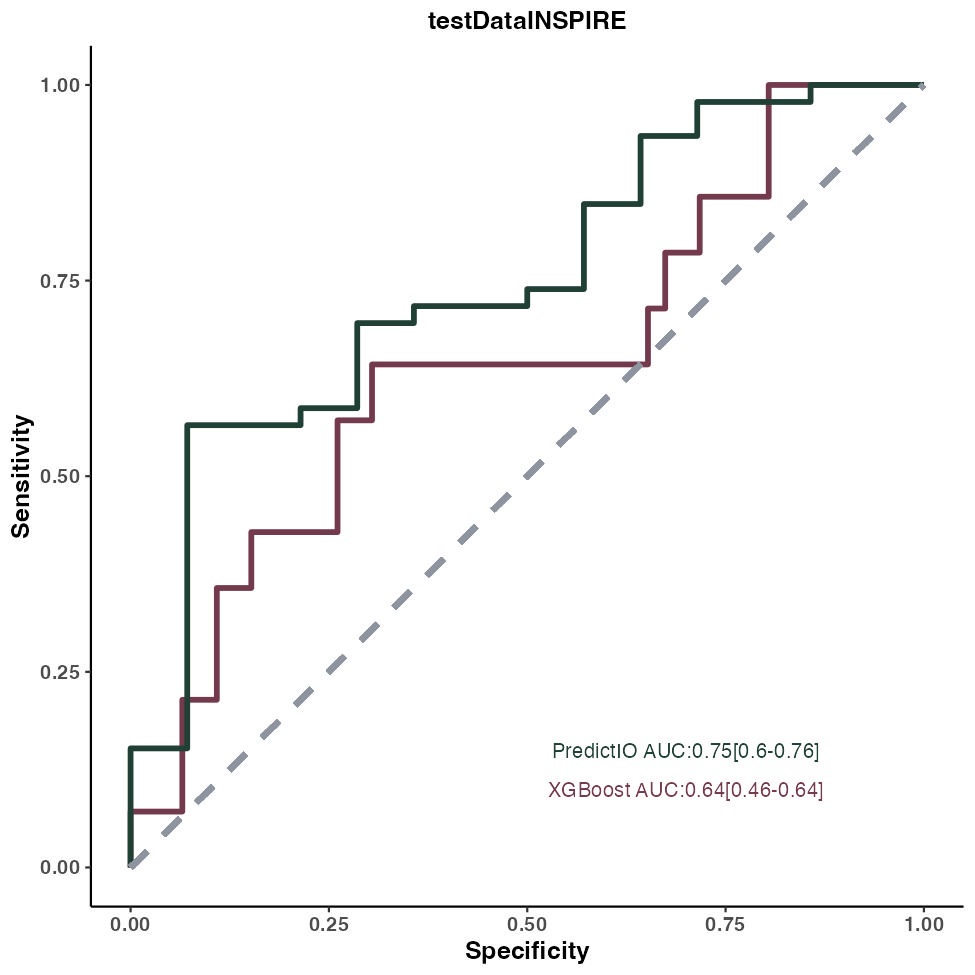 testDataINSPIRE
Sensitivity
1.00
0.75
0.50
0.25
0.00
PredictIO AUC:0.75[0.6-0.76]
XGBoost AUC:0.64[0.46-0.64]
0.00 0.25 0.50 0.75 1.00
Specificity